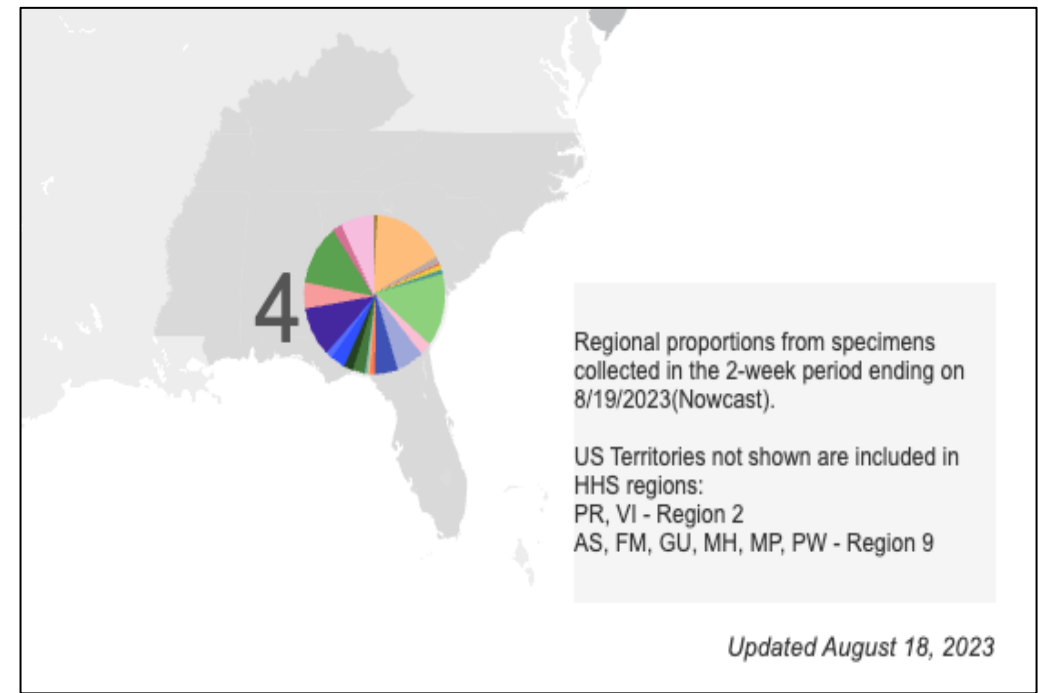 4
Regional proportions from specimens
collected in the 2-week period ending on
8/19/2023(Nowcast).
US Territories not shown are included in
HHS regions:
PR, VI - Region 2
AS, FM, GU, MH, MP, PW - Region 9
Updated August 18, 2023